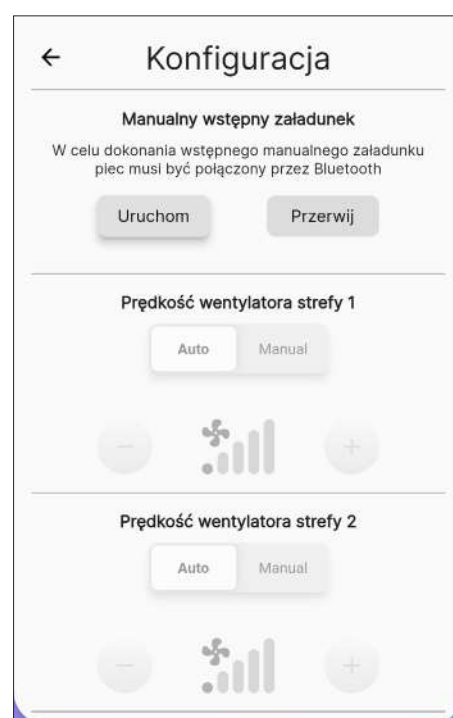 Konfiguracja
Manualny wstępny załadunek
W celu dokonania wstępnego manualnego załadunku
piec musi być połączony przez Bluetooth
Uruchom Przerwij
Prędkość wentylatora strefy 1
Auto Manual
Prędkość wentylatora strefy 2
Auto Manual